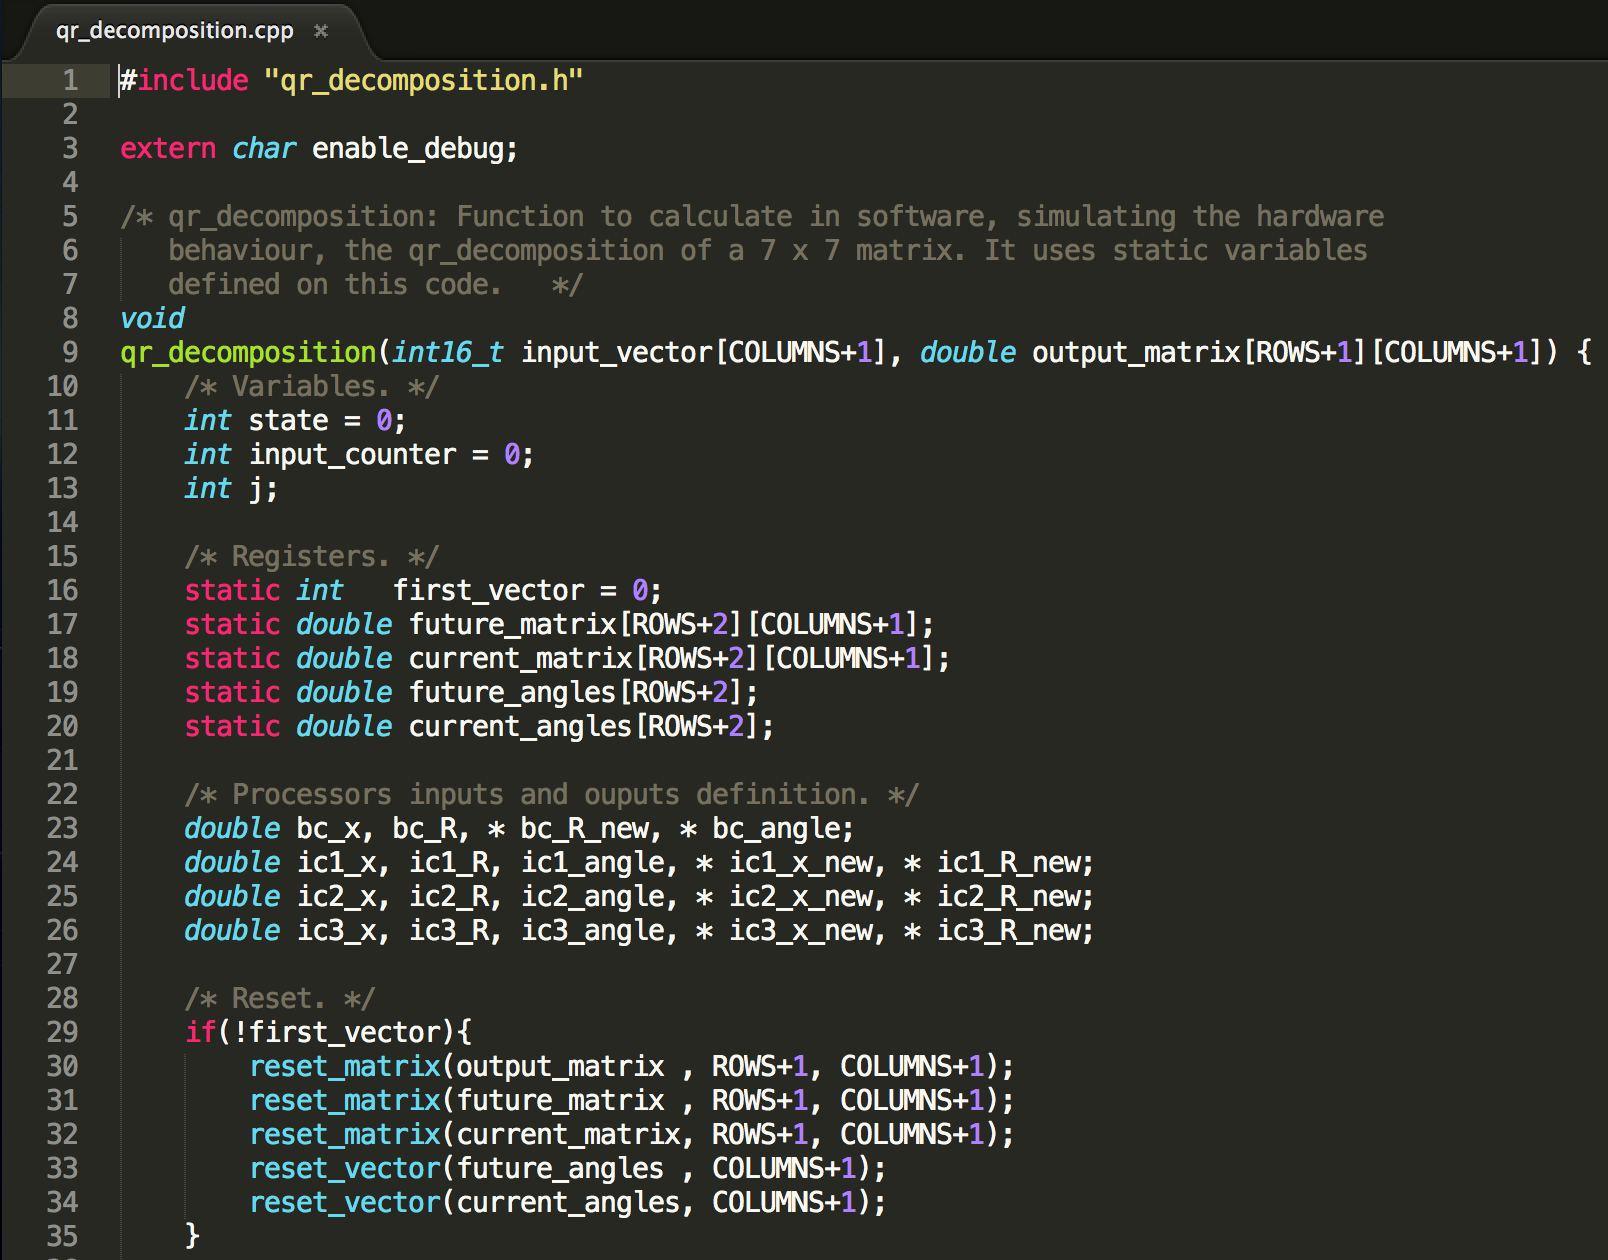 qr_decomposition.cpp ×
1 #include "qr_decomposition.h"
2
3 extern char enable_debug;
4
5 /* qr_decomposition: Function to calculate in software, simulating the hardware
6    behaviour, the qr_decomposition of a 7 x 7 matrix. It uses static variables
7    defined on this code.   */
8 void
9 qr_decomposition(int16_t input_vector[COLUMNS+1], double output_matrix[ROWS+1][COLUMNS+1]) {
10     /* Variables. */
11     int state = 0;
12     int input_counter = 0;
13     int j;
14
15     /* Registers. */
16     static int   first_vector = 0;
17     static double future_matrix[ROWS+2][COLUMNS+1];
18     static double current_matrix[ROWS+2][COLUMNS+1];
19     static double future_angles[ROWS+2];
20     static double current_angles[ROWS+2];
21
22     /* Processors inputs and ouputs definition. */
23     double bc_x, bc_R, * bc_R_new, * bc_angle;
24     double ic1_x, ic1_R, ic1_angle, * ic1_x_new, * ic1_R_new;
25     double ic2_x, ic2_R, ic2_angle, * ic2_x_new, * ic2_R_new;
26     double ic3_x, ic3_R, ic3_angle, * ic3_x_new, * ic3_R_new;
27
28     /* Reset. */
29     if(!first_vector){
30         reset_matrix(output_matrix , ROWS+1, COLUMNS+1);
31         reset_matrix(future_matrix , ROWS+1, COLUMNS+1);
32         reset_matrix(current_matrix, ROWS+1, COLUMNS+1);
33         reset_vector(future_angles , COLUMNS+1);
34         reset_vector(current_angles, COLUMNS+1);
35     }